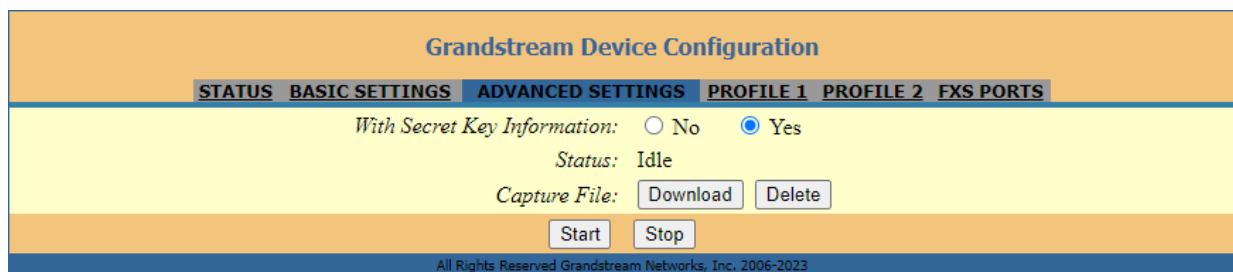 Grandstream Device Configuration
STATUS BASIC SETTINGS ADVANCED SETTINGS PROFILE 1 PROFILE 2 FXS PORTS
With Secret Key Information: No Yes
Status: Idle
Capture File: Download Delete
Start Stop
All Rights Reserved Grandstream Networks, Inc. 2006-2023